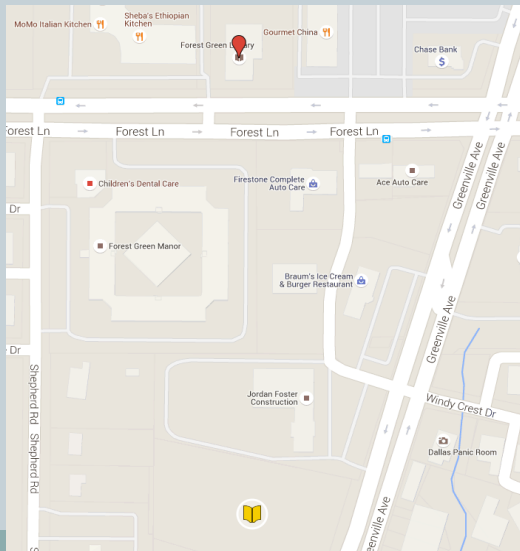 Sheba's Ethiopian
Kitchen
MoMo Italian Kitchen
Gourmet China
Forest Green Library
Chase Bank
$
Forest Ln
Forest Ln
Forest Ln
Forest Ln
Greenville Ave
Greenville Ave
Children's Dental Care
Firestone Complete
Auto Care
Ace Auto Care
Dr
Forest Green Manor
Braum's Ice Cream
& Burger Restaurant
Greenville Ave
Dr
Shepherd Rd
Shepherd Rd
Jordan Foster
Construction
Windy Crest Dr
Dallas Panic Room
Greenville Ave
S